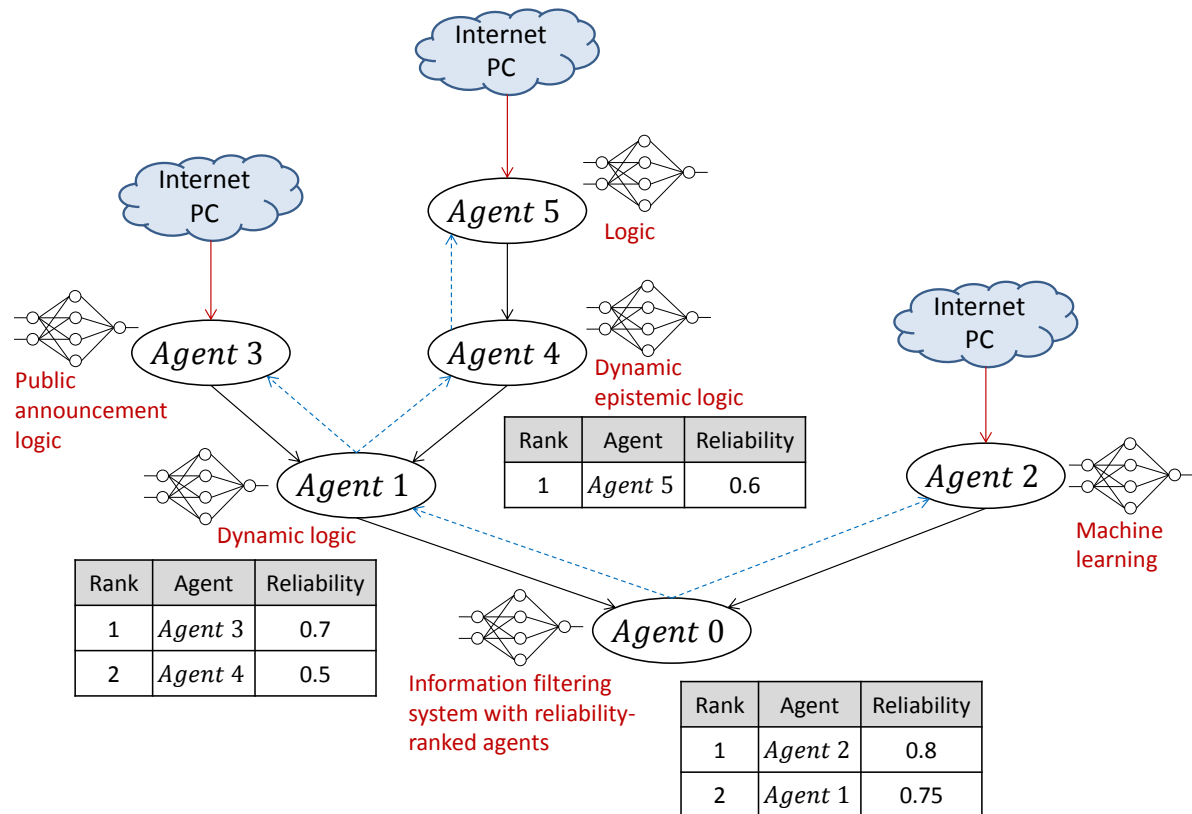 Internet
PC
Internet
PC
Agent 5
Logic
Internet
PC
Agent 3
Agent 4
Public
announcement
logic
Dynamic
epistemic logic
Rank Agent Reliability
1 Agent 5 0.6
Agent 1
Agent 2
Dynamic logic
Machine
learning
Rank Agent Reliability
1 Agent 3 0.7
2 Agent 4 0.5
Agent 0
Information filtering
system with reliability-
ranked agents
Rank Agent Reliability
1 Agent 2 0.8
2 Agent 1 0.75